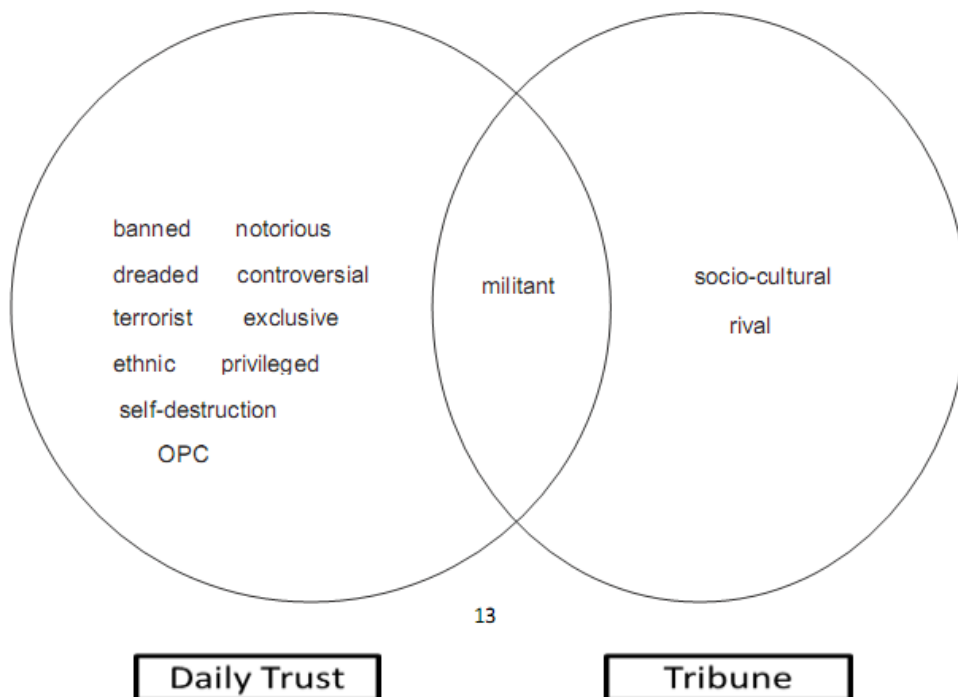 banned notorious
dreaded controversial
terrorist exclusive
ethnic privileged
self-destruction
OPC
militant
socio-cultural
rival
13
Daily Trust
Tribune